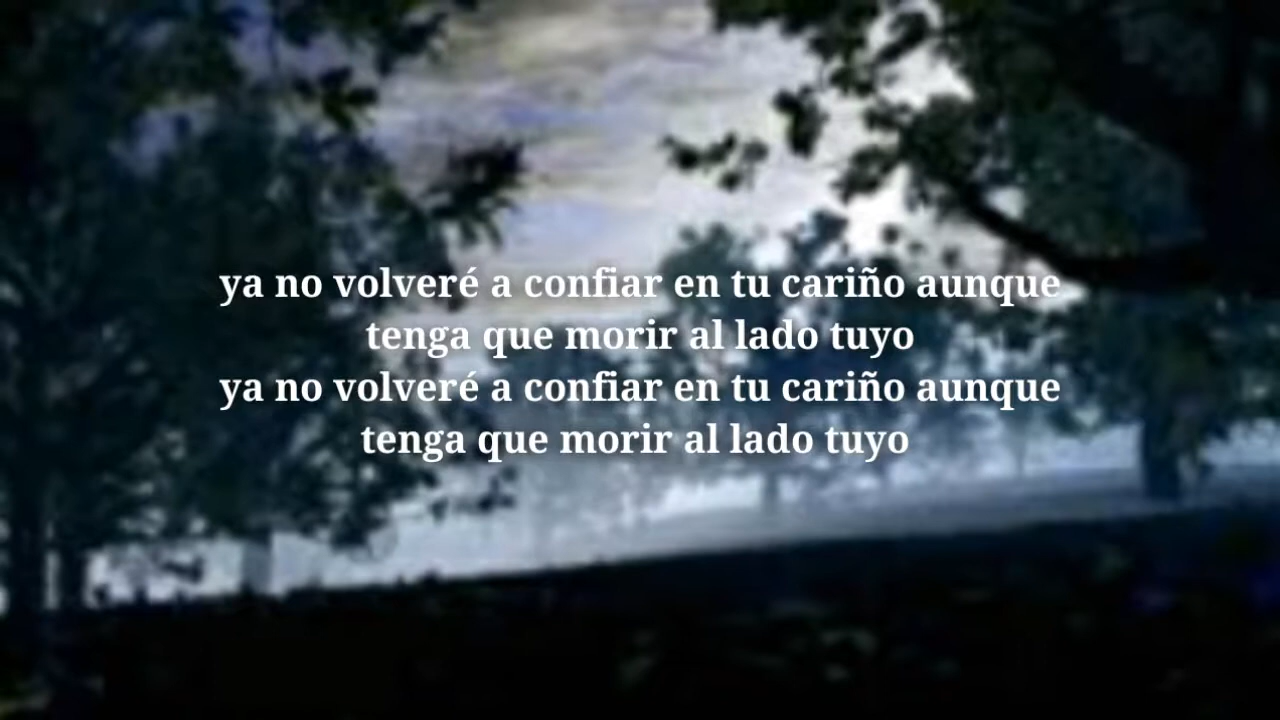 ya no volveré a confiar en tu cariño aunque
tenga que morir al lado tuyo
ya no volveré a confiar en tu cariño aunque
tenga que morir al lado tuyo